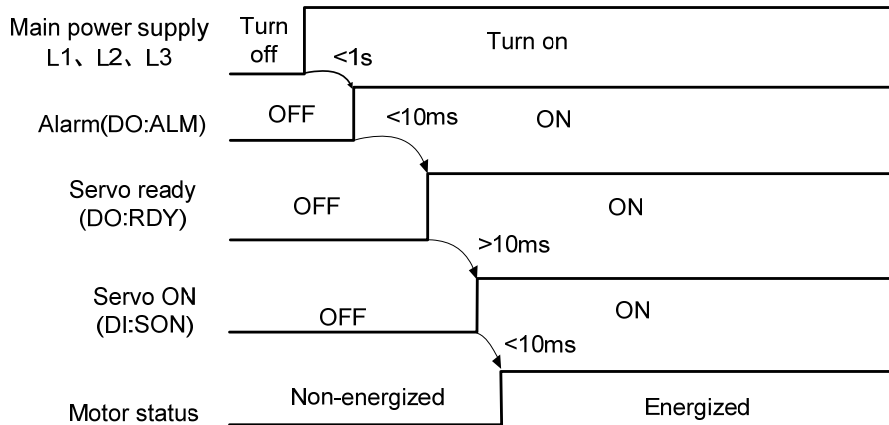 Main power supply
L1、L2、L3
Turn
off
Turn on
<1s
Alarm(DO:ALM)
OFF
<10ms
ON
Servo ready
(DO:RDY)
OFF
ON
>10ms
Servo ON
(DI:SON)
OFF
ON
<10ms
Motor status
Non-energized
Energized